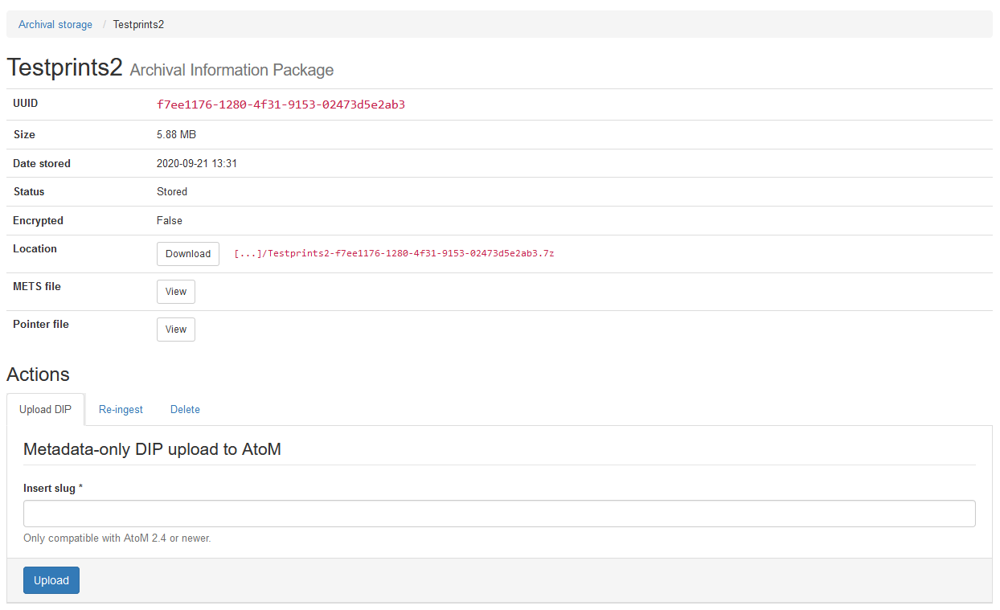 Archival storage / Testprints2
Testprints2 Archival Information Package
UUID f7ee1176-1280-4f31-9153-02473d5e2ab3
Size 5.88 MB
Date stored 2020-09-21 13:31
Status Stored
Encrypted False
Location Download [...]/Testprints2-f7ee1176-1280-4f31-9153-02473d5e2ab3.7z
METS file View
Pointer file View
Actions
Upload DIP Re-ingest Delete
Metadata-only DIP upload to AtoM
Insert slug *
Only compatible with AtoM 2.4 or newer.
Upload